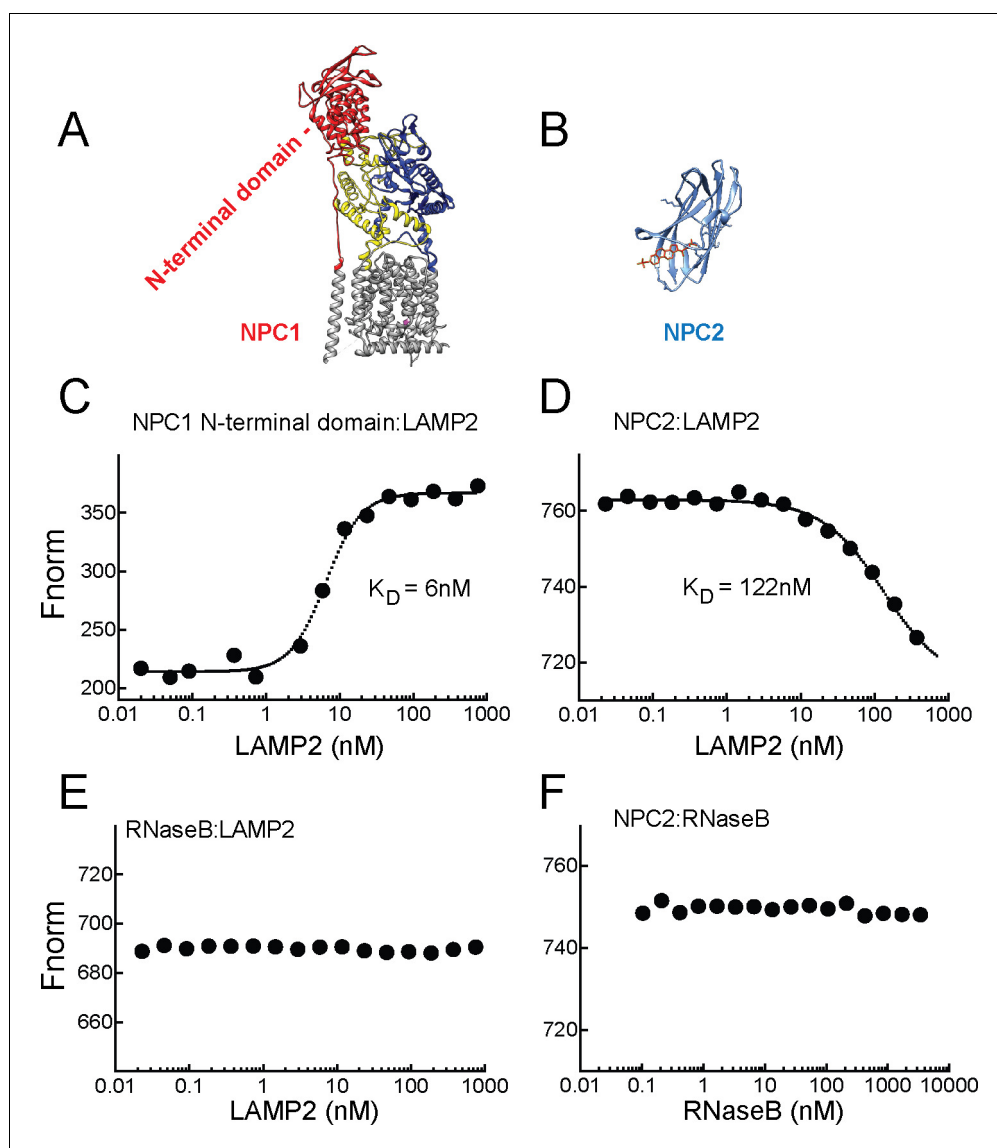 A
N-terminal domain -
NPC1
B
NPC2
C
NPC1 N-terminal domain:LAMP2
Fnorm
350
300
250
200
KD = 6nM
0.01 0.1 1 10 100 1000
LAMP2 (nM)
D
NPC2:LAMP2
760
740
720
KD = 122nM
0.01 0.1 1 10 100 1000
LAMP2 (nM)
E
RNaseB:LAMP2
Fnorm
720
700
680
660
0.01 0.1 1 10 100 1000
LAMP2 (nM)
F
NPC2:RNaseB
760
740
720
0.01 0.1 1 10 100 1000 10000
RNaseB (nM)